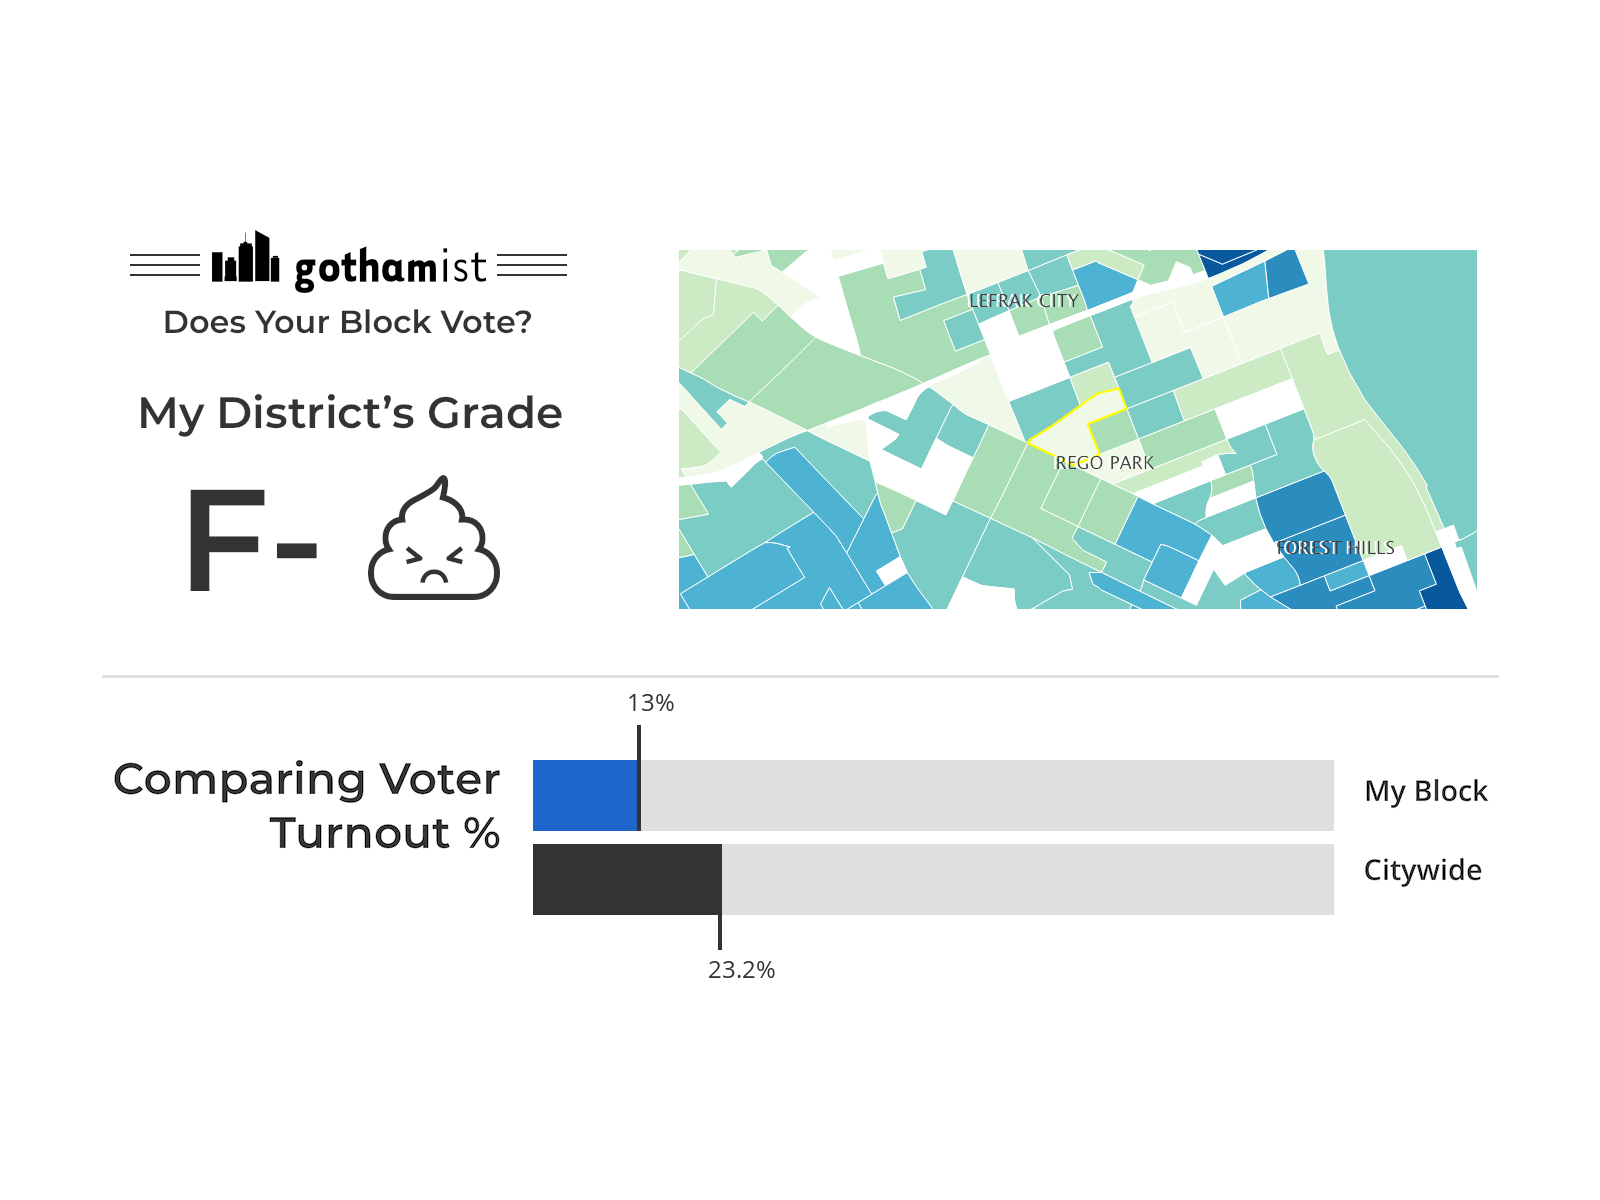 gothamist
Does Your Block Vote?
My District's Grade
F-
LEFRAK CITY
REGO PARK
FOREST HILLS
13%
Comparing Voter
Turnout %
My Block
Citywide
23.2%